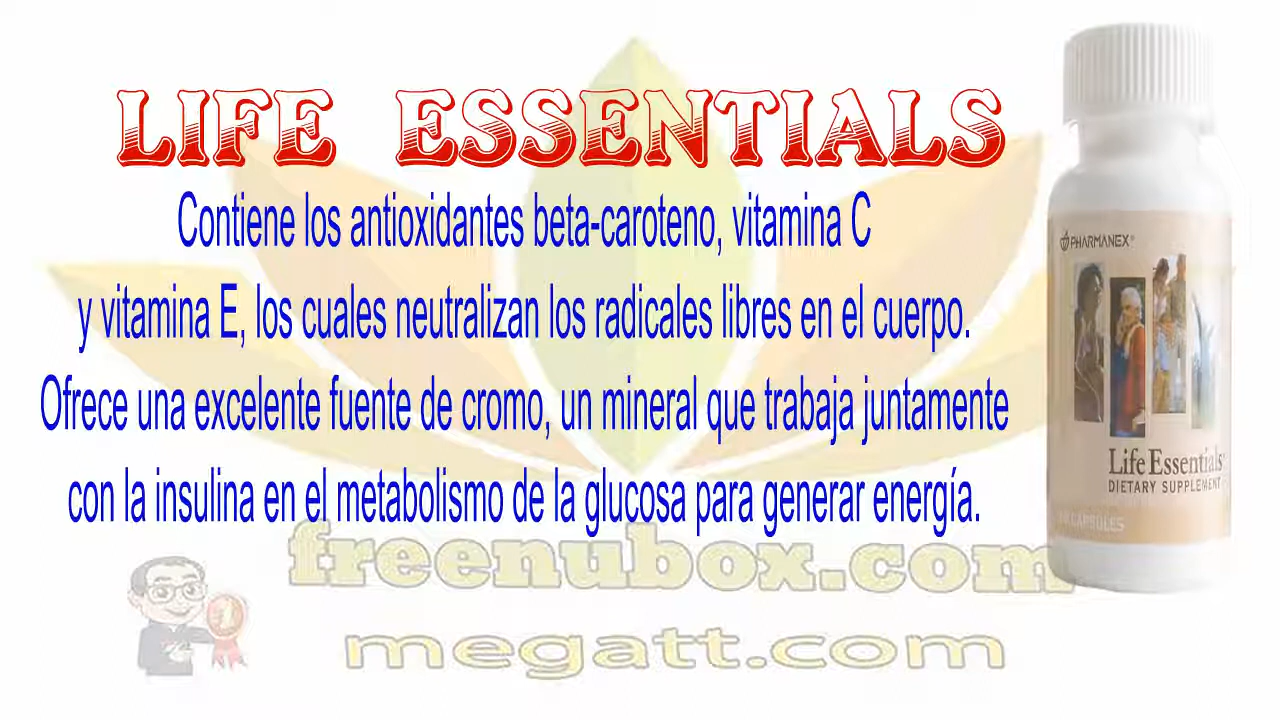 LIFE ESSENTIALS
Contiene los antioxidantes beta-caroteno, vitamina C
y vitamina E, los cuales neutralizan los radicales libres en el cuerpo.
Ofrece una excelente fuente de cromo, un mineral que trabaja juntamente
con la insulina en el metabolismo de la glucosa para generar energía.
freenubox.com
megatt.com
1
PHARMANEX®
Life Essentials
DIETARY SUPPLEMENT
CAPSULES